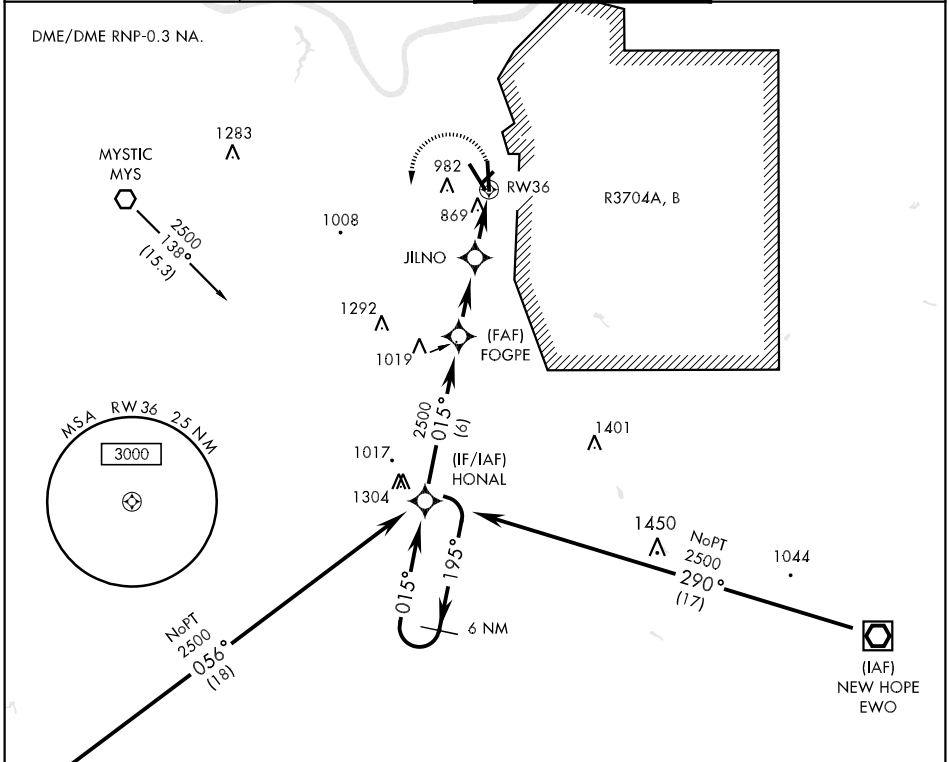 DME/DME RNP-0.3 NA.
1283
MYSTIC
MYS
2500
138°
(15.3)
982
869
RW36
R3704A, B
1008
JILNO
1292
1019
(FAF)
FOGPE
MSA RW36 25 NM
3000
2500
015°
(6)
1401
1017
(IF/IAF)
HONAL
1304
1450
NoPT
2500
290°
(17)
1044
015°
195°
6 NM
NoPT
2500
056°
(18)
(IAF)
NEW HOPE
EWO